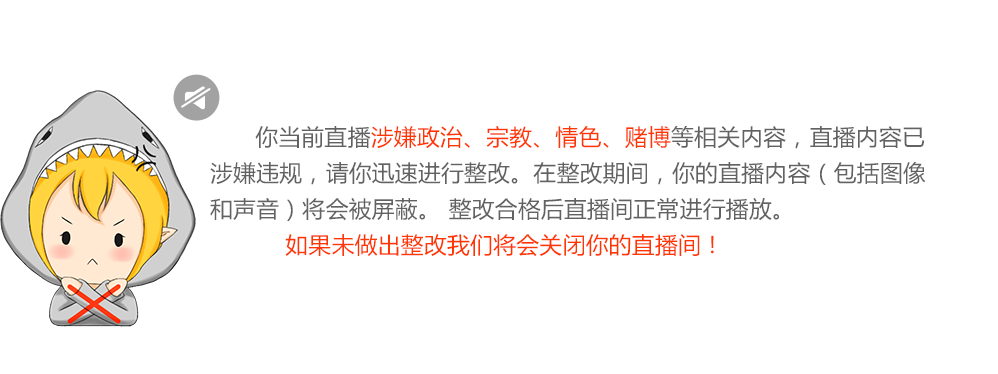 你当前直播涉嫌政治、宗教、情色、赌博等相关内容，直播内容已
涉嫌违规，请你迅速进行整改。在整改期间，你的直播内容（包括图像
和声音）将会被屏蔽。 整改合格后直播间正常进行播放。
如果未做出整改我们将会关闭你的直播间！